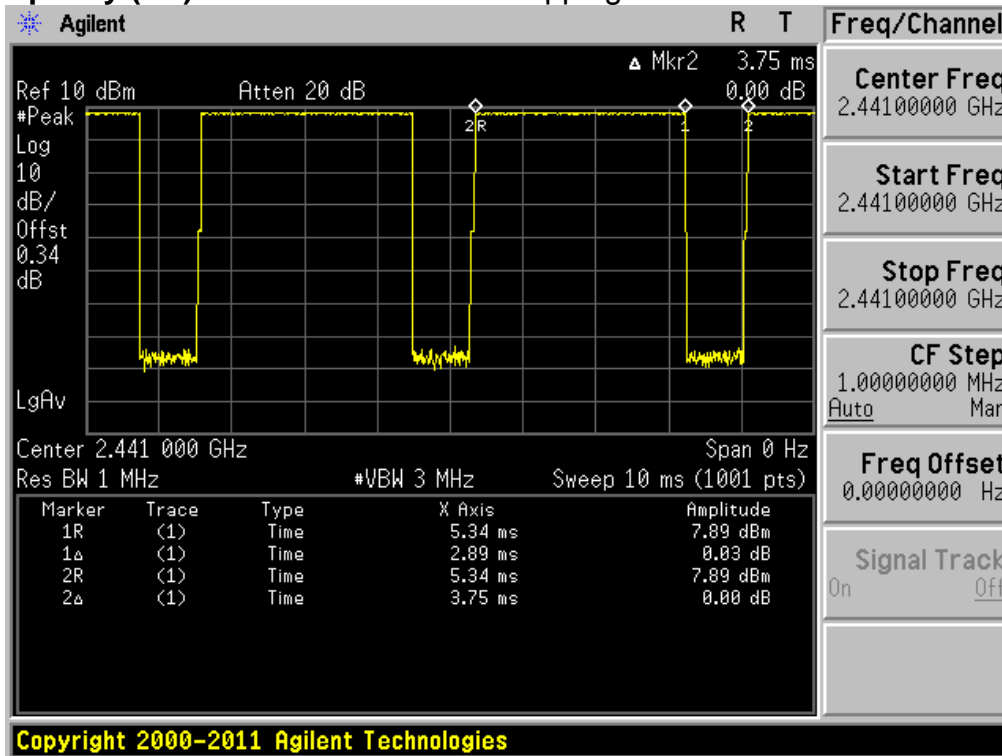 Agilent R T Freq/Channel
▵ Mkr2 3.75 ms
Ref 10 dBm Atten 20 dB 0.00 dB
#Peak
Log
10
dB/
Offst
0.34
dB
LgAv
2R 1 2
Center 2.441 000 GHz Span 0 Hz
Res BW 1 MHz #VBW 3 MHz Sweep 10 ms (1001 pts)
Marker Trace Type X Axis Amplitude
1R (1) Time 5.34 ms 7.89 dBm
1▵ (1) Time 2.89 ms 0.03 dB
2R (1) Time 5.34 ms 7.89 dBm
2▵ (1) Time 3.75 ms 0.00 dB
Center Freq
2.44100000 GHz
Start Freq
2.44100000 GHz
Stop Freq
2.44100000 GHz
CF Step
1.00000000 MHz
Auto Man
Freq Offset
0.00000000 Hz
Signal Track
On Off
Copyright 2000-2011 Agilent Technologies